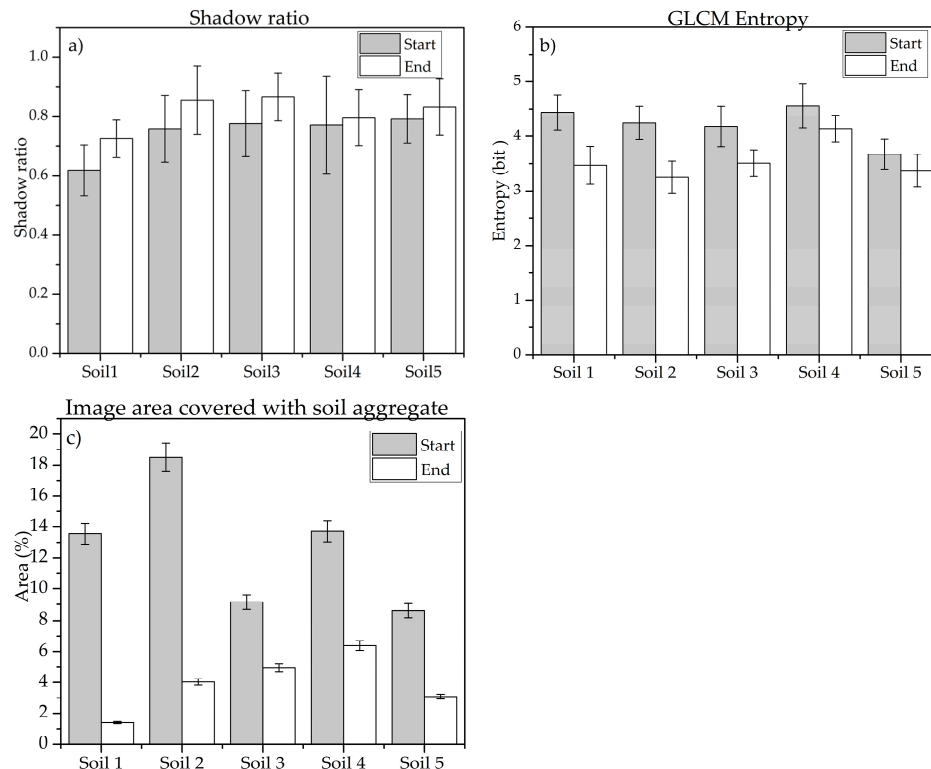 Shadow ratio
a)
Start
End
Shadow ratio
1.0
0.8
0.6
0.4
0.2
0.0
Soil1 Soil2 Soil3 Soil4 Soil5
GLCM Entropy
b)
Start
End
Entropy (bit )
6
5
4
3
2
1
0
Soil 1 Soil 2 Soil 3 Soil 4 Soil 5
Image area covered with soil aggregate
c)
Start
End
Area (%)
20
18
16
14
12
10
8
6
4
2
0
Soil 1 Soil 2 Soil 3 Soil 4 Soil 5